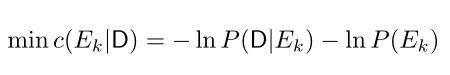 min c(E_k|D) = − ln P(D|E_k) − ln P(E_k)